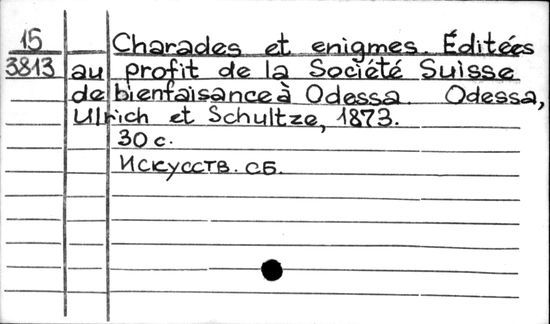 15 Charades et enigmes. Éditées
3813 au profit de la Société Suisse
de bienfaisance à Odessa. Odessa,
Ulrich et Schultze, 1873.
30 c.
Искусств. сб.